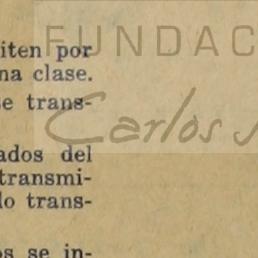 iten por
na clase.
e trans-
ados del
transmi-
lo trans-
os se in-
FUNDAC
Carlos